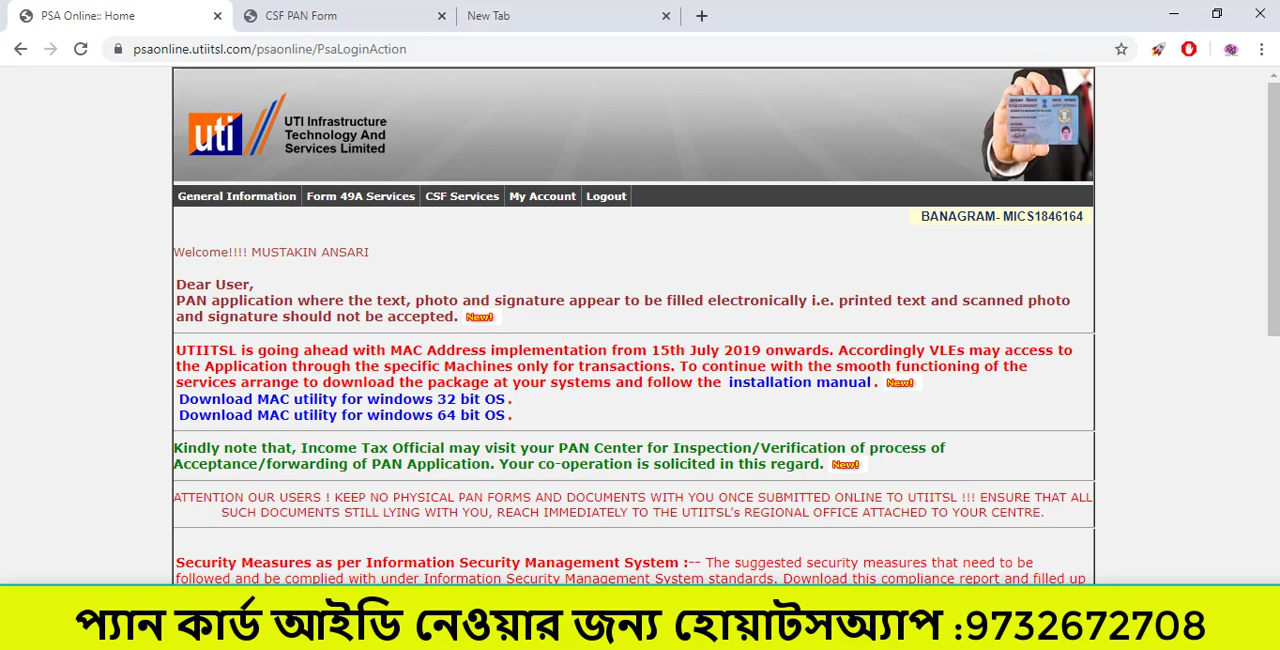 PSA Online:: Home
CSF PAN Form
New Tab
psaonline.utiitsl.com/psaonline/PsaLoginAction
uti
UTI Infrastructure
Technology And
Services Limited
General Information
Form 49A Services
CSF Services
My Account
Logout
BANAGRAM- MICS1846164
Welcome!!!! MUSTAKIN ANSARI
Dear User,
PAN application where the text, photo and signature appear to be filled electronically i.e. printed text and scanned photo
and signature should not be accepted. New!
UTIITSL is going ahead with MAC Address implementation from 15th July 2019 onwards. Accordingly VLEs may access to
the Application through the specific Machines only for transactions. To continue with the smooth functioning of the
services arrange to download the package at your systems and follow the installation manual. New!
Download MAC utility for windows 32 bit OS.
Download MAC utility for windows 64 bit OS.
Kindly note that, Income Tax Official may visit your PAN Center for Inspection/Verification of process of
Acceptance/forwarding of PAN Application. Your co-operation is solicited in this regard. New!
ATTENTION OUR USERS ! KEEP NO PHYSICAL PAN FORMS AND DOCUMENTS WITH YOU ONCE SUBMITTED ONLINE TO UTIITSL !!! ENSURE THAT ALL
SUCH DOCUMENTS STILL LYING WITH YOU, REACH IMMEDIATELY TO THE UTIITSL's REGIONAL OFFICE ATTACHED TO YOUR CENTRE.
Security Measures as per Information Security Management System :-- The suggested security measures that need to be
followed and be complied with under Information Security Management System standards. Download this compliance report and filled up
প্যান কার্ড আইডি নেওয়ার জন্য হোয়াটসঅ্যাপ :9732672708